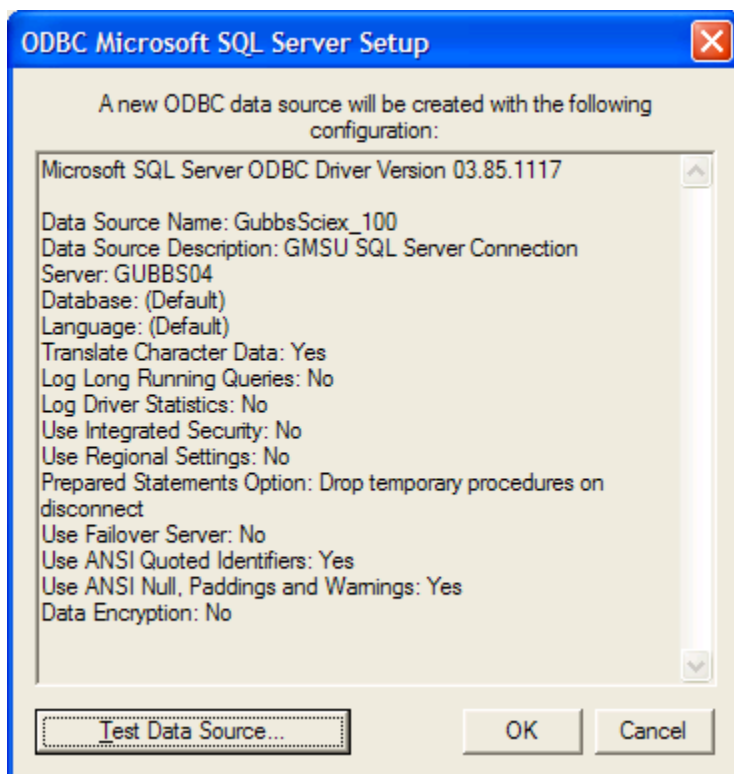 ODBC Microsoft SQL Server Setup
A new ODBC data source will be created with the following
configuration:
Microsoft SQL Server ODBC Driver Version 03.85.1117
Data Source Name: GubbsSciex_100
Data Source Description: GMSU SQL Server Connection
Server: GUBBS04
Database: (Default)
Language: (Default)
Translate Character Data: Yes
Log Long Running Queries: No
Log Driver Statistics: No
Use Integrated Security: No
Use Regional Settings: No
Prepared Statements Option: Drop temporary procedures on
disconnect
Use Failover Server: No
Use ANSI Quoted Identifiers: Yes
Use ANSI Null, Paddings and Warnings: Yes
Data Encryption: No
Test Data Source... OK Cancel